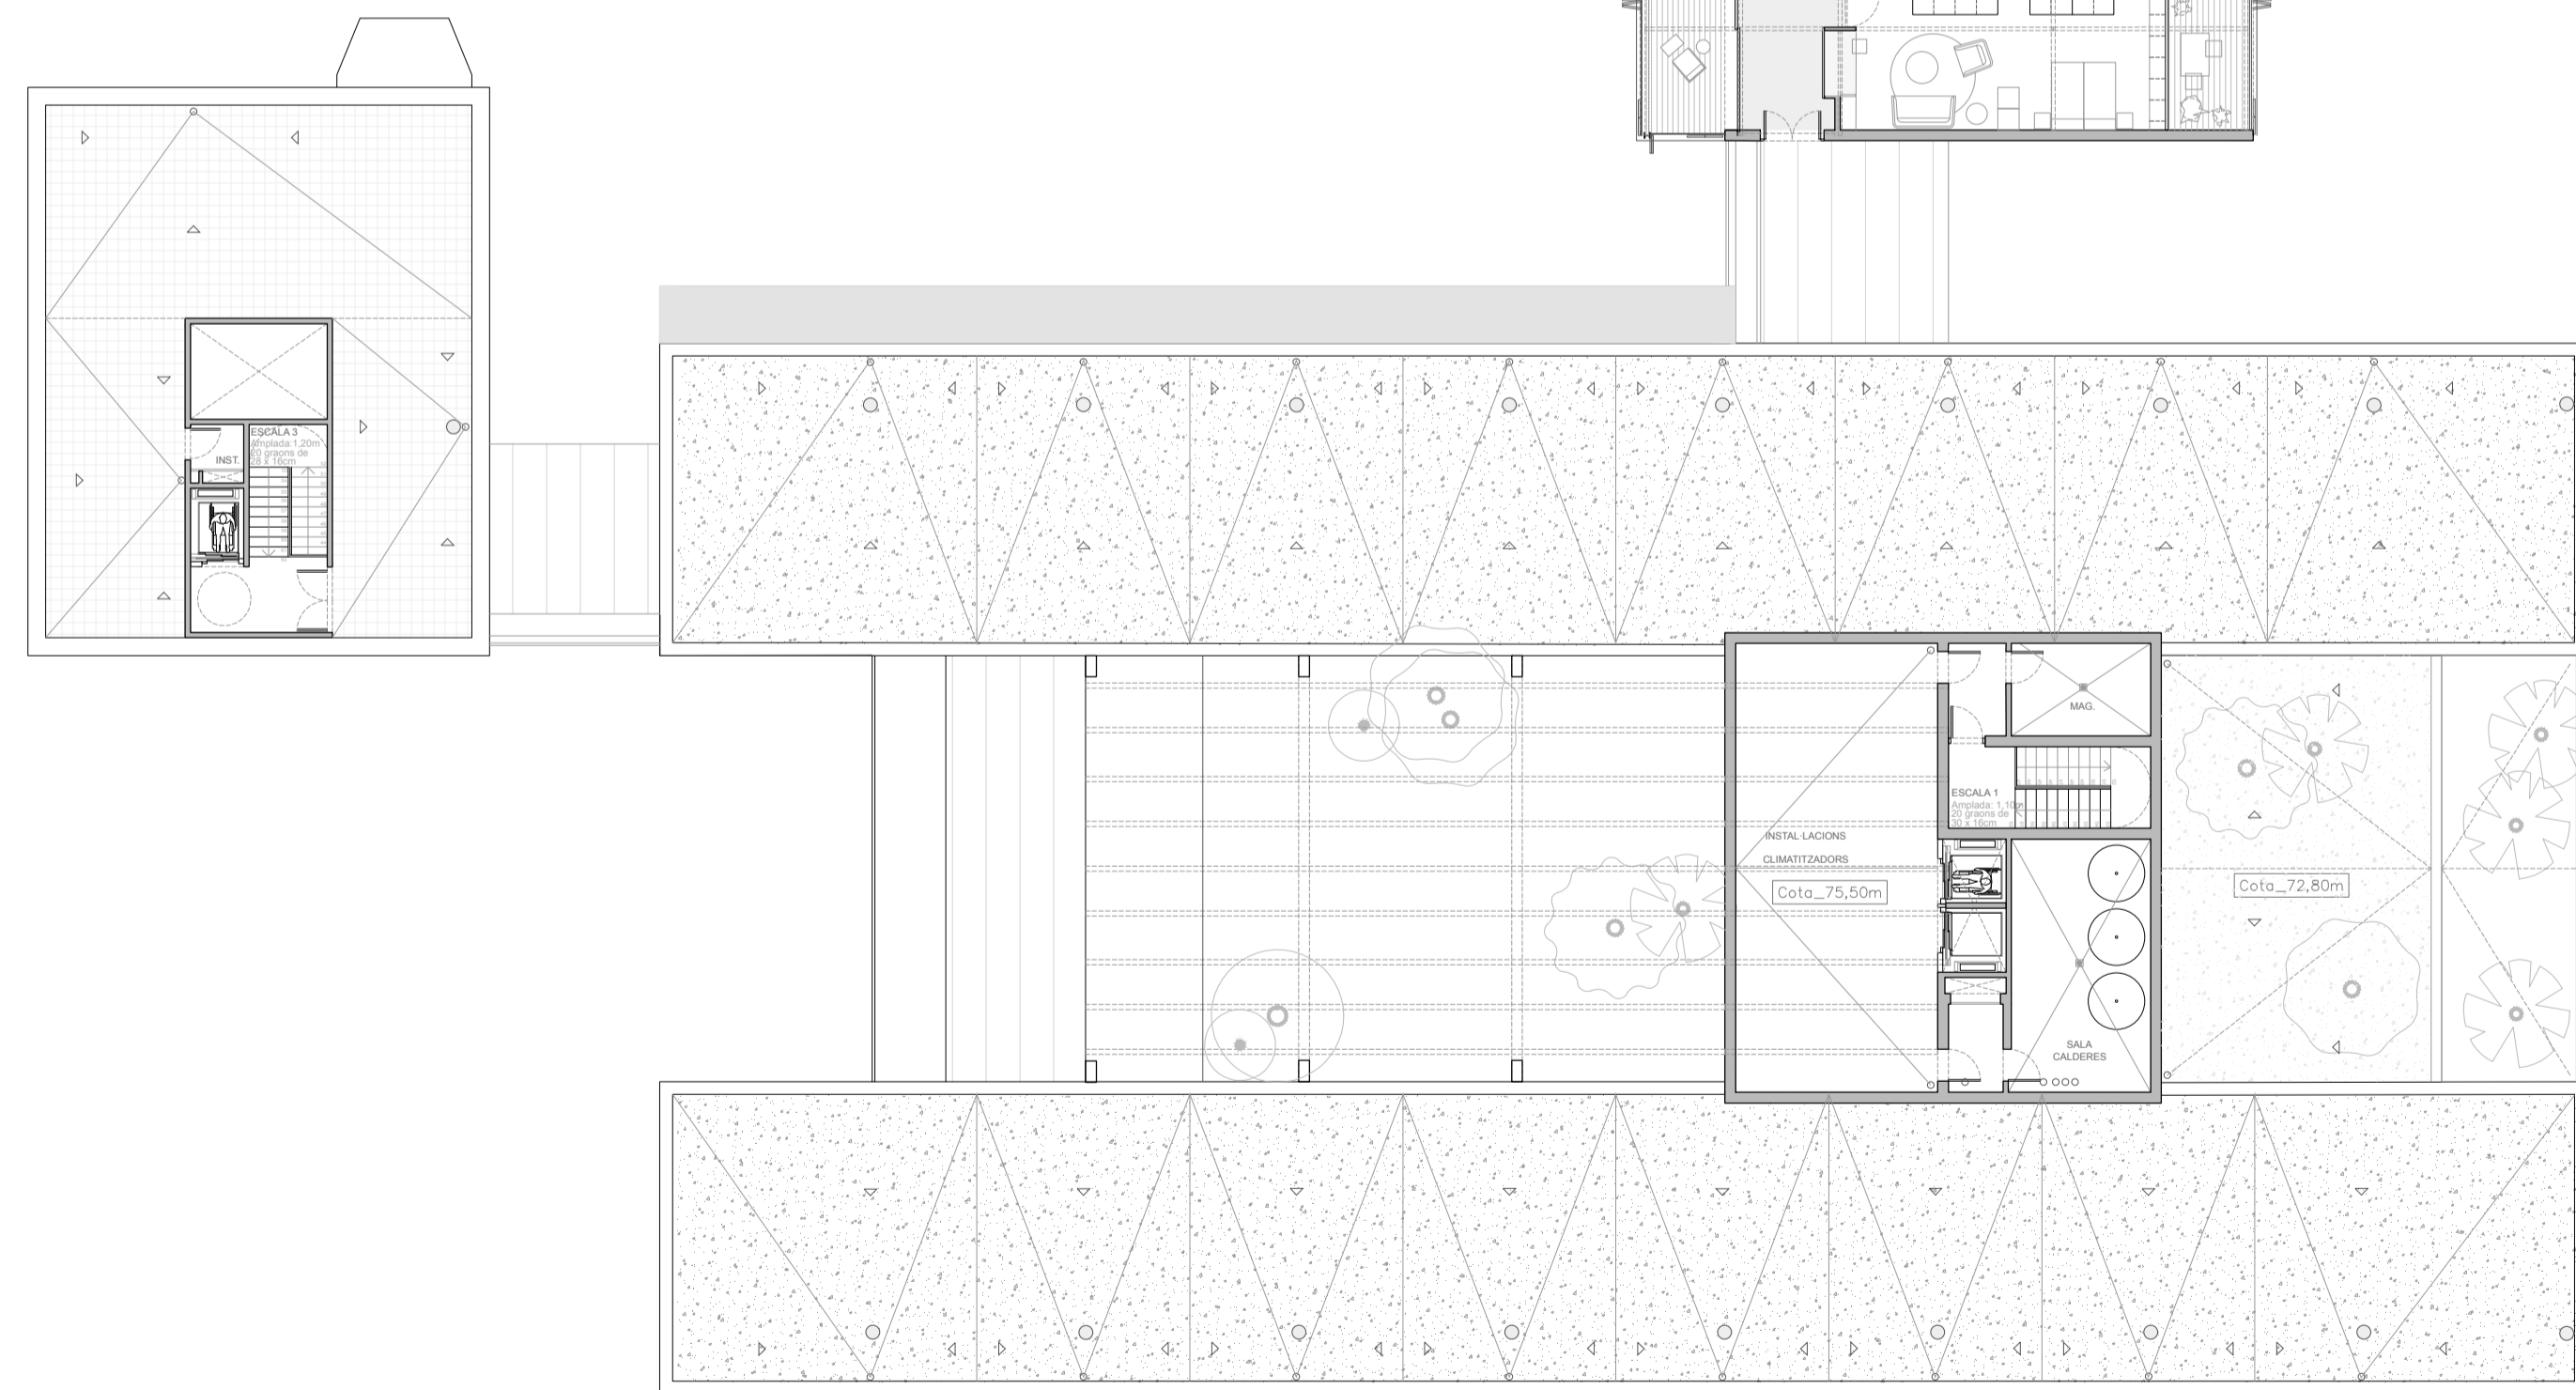 ESCALA 3
Amplada:1,20m
20 graons de
28 x 16cm
INST.
MAG.
ESCALA 1
Amplada: 1,10m
20 graons de
30 x 16cm
INSTAL·LACIONS
CLIMATITZADORS
Cota_75,50m
Cota_72,80m
SALA
CALDERES